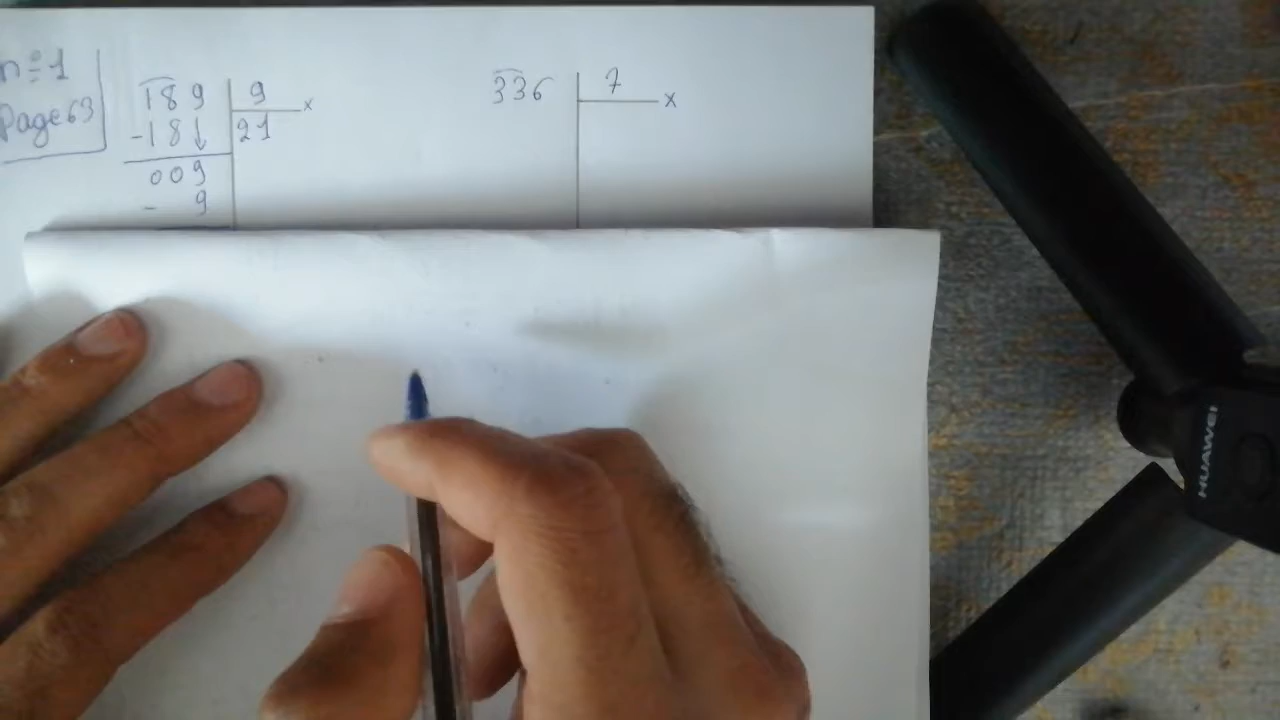 n°=1
Page 63
189 9 x
-18↓ 21
009
- 9
336 7 x
HUAWEI